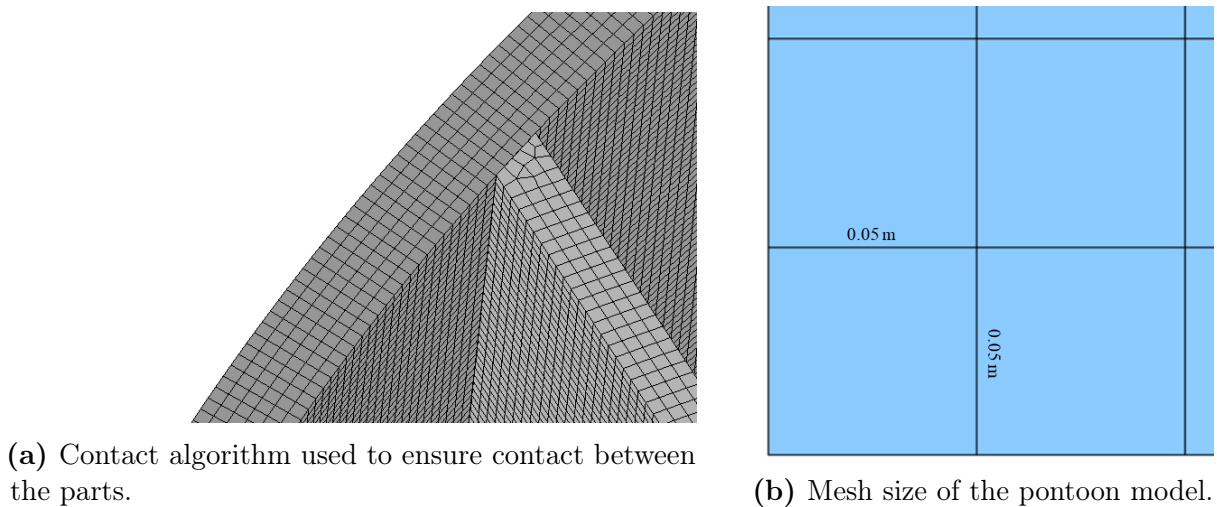 0.05 m
0.05 m
(a) Contact algorithm used to ensure contact between
the parts.
(b) Mesh size of the pontoon model.